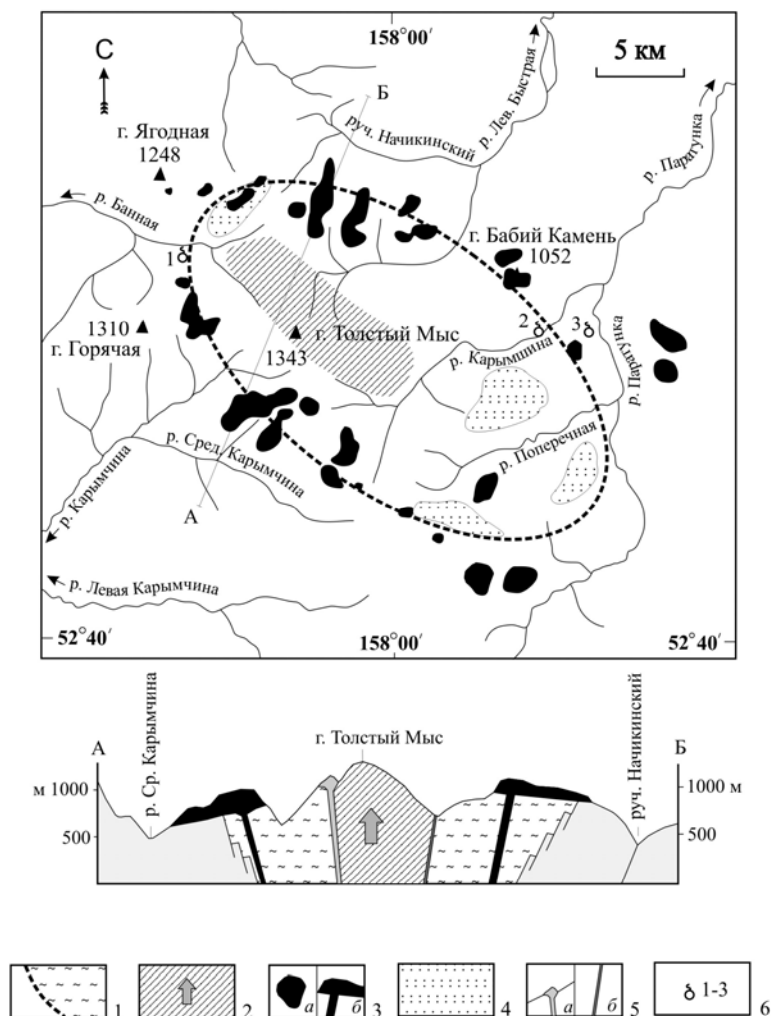 158°00′
С
5 км
Б
г. Ягодная
1248
руч. Начикинский
р. Лев. Быстрая
р. Паратунка
р. Банная
г. Бабий Камень
1052
1
2
3
1310
г. Горячая
г. Толстый Мыс
1343
р. Карымшина
р. Паратунка
р. Сред. Карымчина
р. Поперечная
р. Карымчина
А
р. Левая Карымчина
52°40′
158°00′
52°40′
р. Ср. Карымчина
г. Толстый Мыс
руч. Начикинский
А
Б
м 1000
1000 м
500
500
1
2
а
б
3
4
а
б
5
1-3
6